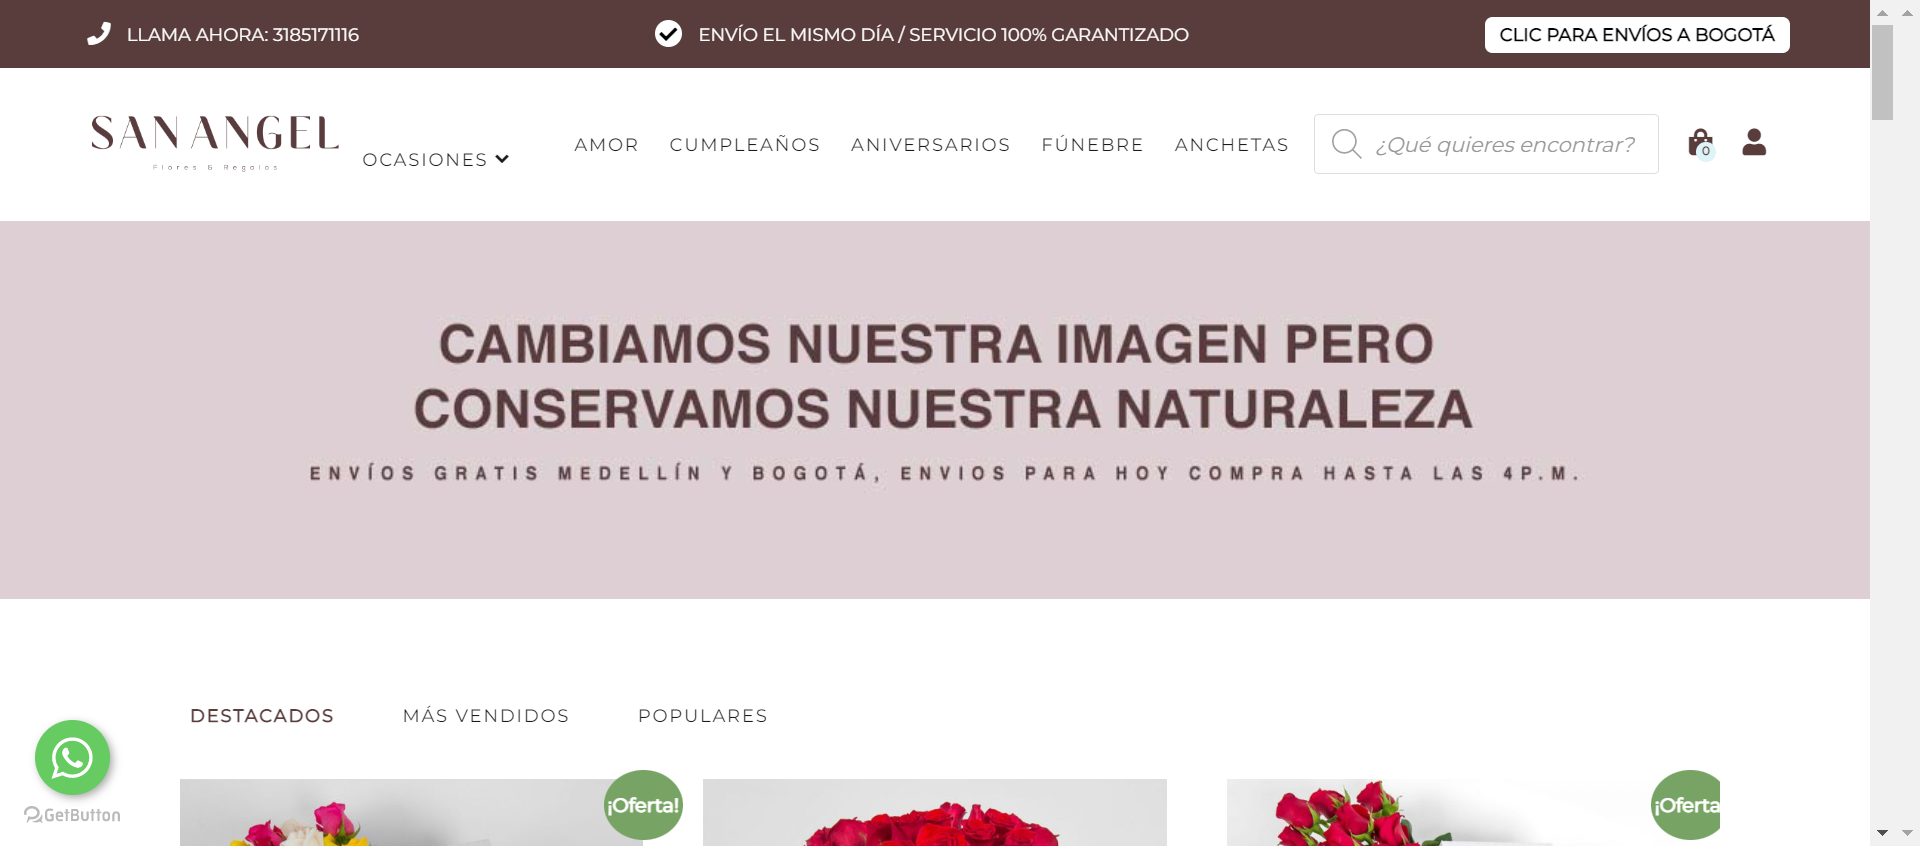 LLAMA AHORA: 3185171116
ENVÍO EL MISMO DÍA / SERVICIO 100% GARANTIZADO
CLIC PARA ENVÍOS A BOGOTÁ
SAN ANGEL
Flores & Regalos
OCASIONES
AMOR
CUMPLEAÑOS
ANIVERSARIOS
FÚNEBRE
ANCHETAS
¿Qué quieres encontrar?
0
CAMBIAMOS NUESTRA IMAGEN PERO
CONSERVAMOS NUESTRA NATURALEZA
ENVÍOS GRATIS MEDELLÍN Y BOGOTÁ, ENVIOS PARA HOY COMPRA HASTA LAS 4P.M.
DESTACADOS
MÁS VENDIDOS
POPULARES
¡Oferta!
¡Oferta
GetButton